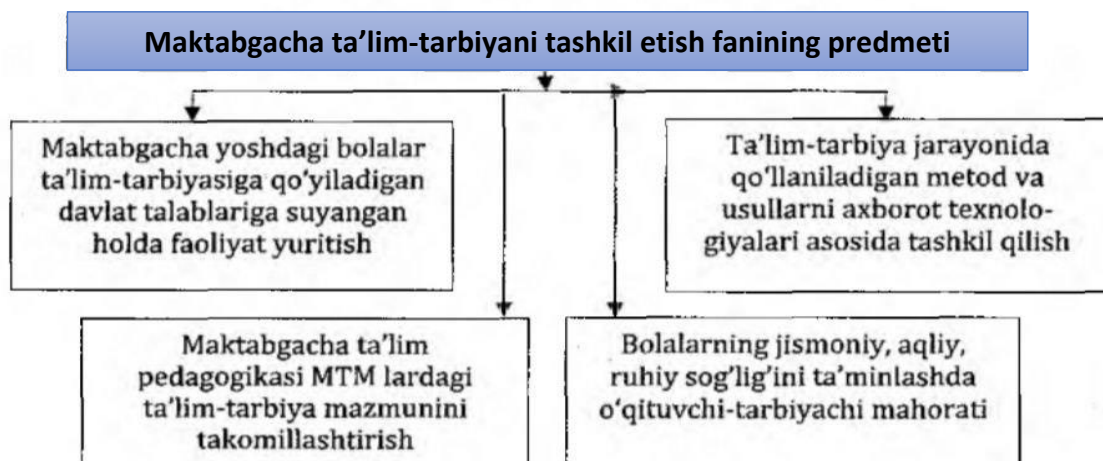 Maktabgacha ta’lim-tarbiyani tashkil etish fanining predmeti
Maktabgacha yoshdagi bolalar
ta’lim-tarbiyasiga qo‘yiladigan
davlat talablariga suyangan
holda faoliyat yuritish
Ta’lim-tarbiya jarayonida
qo‘llaniladigan metod va
usullarni axborot texnolo-
giyalari asosida tashkil qilish
Maktabgacha ta’lim
pedagogikasi MTM lardagi
ta’lim-tarbiya mazmunini
takomillashtirish
Bolalarning jismoniy, aqliy,
ruhiy sog‘lig‘ini ta’minlashda
o‘qituvchi-tarbiyachi mahorati